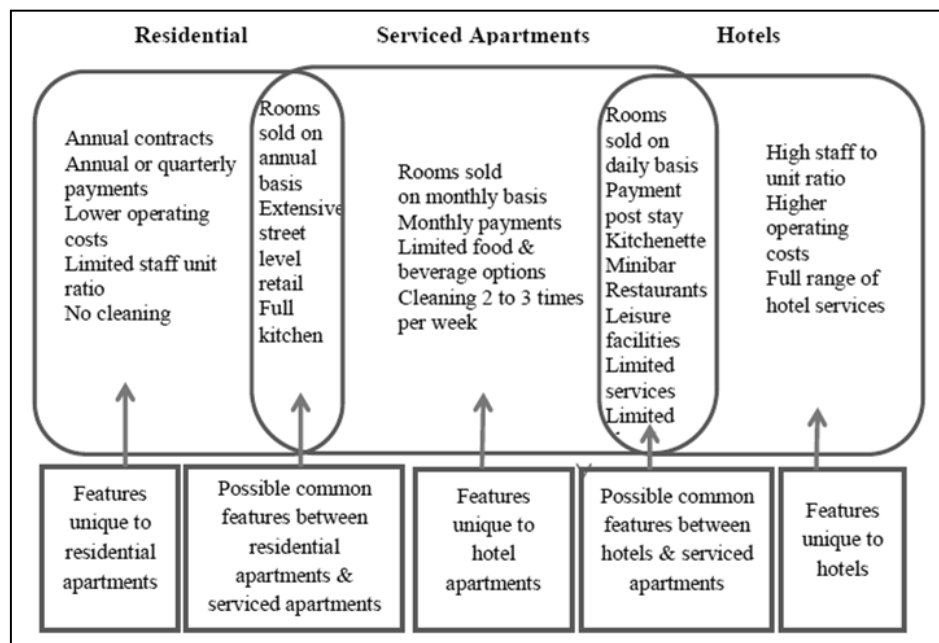 Residential
Serviced Apartments
Hotels
Annual contracts
Annual or quarterly
payments
Lower operating
costs
Limited staff unit
ratio
No cleaning
Rooms
sold on
annual
basis
Extensive
street
level
retail
Full
kitchen
Rooms sold
on monthly basis
Monthly payments
Limited food &
beverage options
Cleaning 2 to 3 times
per week
Rooms
sold on
daily basis
Payment
post stay
Kitchenette
Minibar
Restaurants
Leisure
facilities
Limited
services
Limited
High staff to
unit ratio
Higher
operating
costs
Full range of
hotel services
Features
unique to
residential
apartments
Possible common
features between
residential
apartments &
serviced apartments
Features
unique to
hotel
apartments
Possible common
features between
hotels & serviced
apartments
Features
unique to
hotels